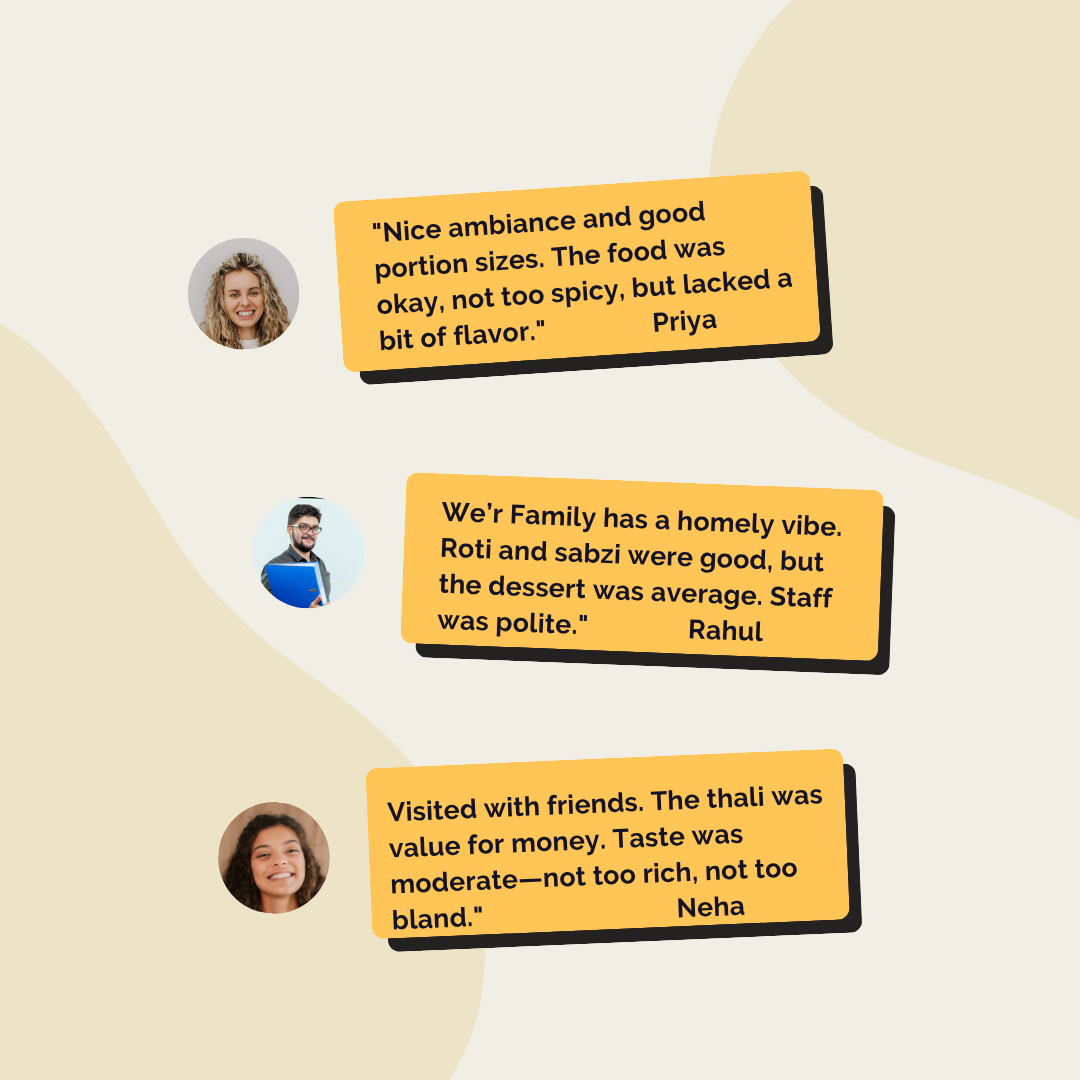 "Nice ambiance and good
portion sizes. The food was
okay, not too spicy, but lacked a
bit of flavor." Priya
We’r Family has a homely vibe.
Roti and sabzi were good, but
the dessert was average. Staff
was polite." Rahul
Visited with friends. The thali was
value for money. Taste was
moderate—not too rich, not too
bland." Neha